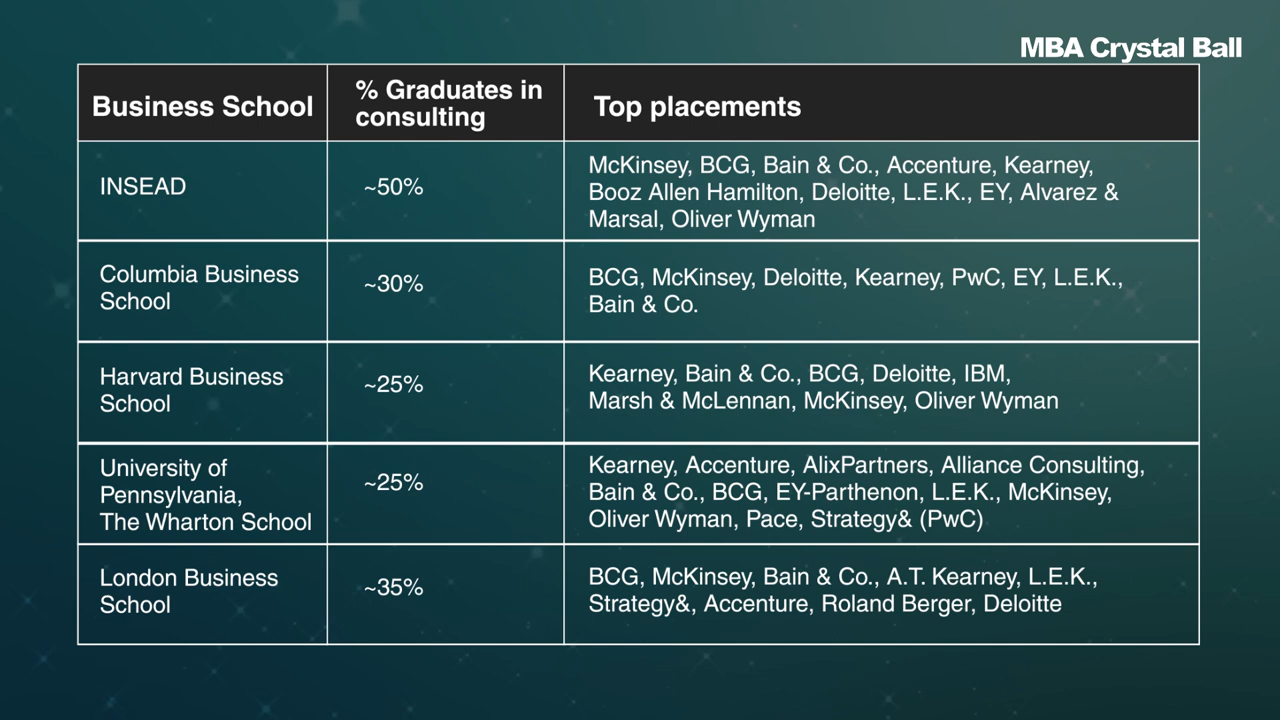 MBA Crystal Ball
Business School
% Graduates in
consulting
Top placements
INSEAD
~50%
McKinsey, BCG, Bain & Co., Accenture, Kearney,
Booz Allen Hamilton, Deloitte, L.E.K., EY, Alvarez &
Marsal, Oliver Wyman
Columbia Business
School
~30%
BCG, McKinsey, Deloitte, Kearney, PwC, EY, L.E.K.,
Bain & Co.
Harvard Business
School
~25%
Kearney, Bain & Co., BCG, Deloitte, IBM,
Marsh & McLennan, McKinsey, Oliver Wyman
University of
Pennsylvania,
The Wharton School
~25%
Kearney, Accenture, AlixPartners, Alliance Consulting,
Bain & Co., BCG, EY-Parthenon, L.E.K., McKinsey,
Oliver Wyman, Pace, Strategy& (PwC)
London Business
School
~35%
BCG, McKinsey, Bain & Co., A.T. Kearney, L.E.K.,
Strategy&, Accenture, Roland Berger, Deloitte